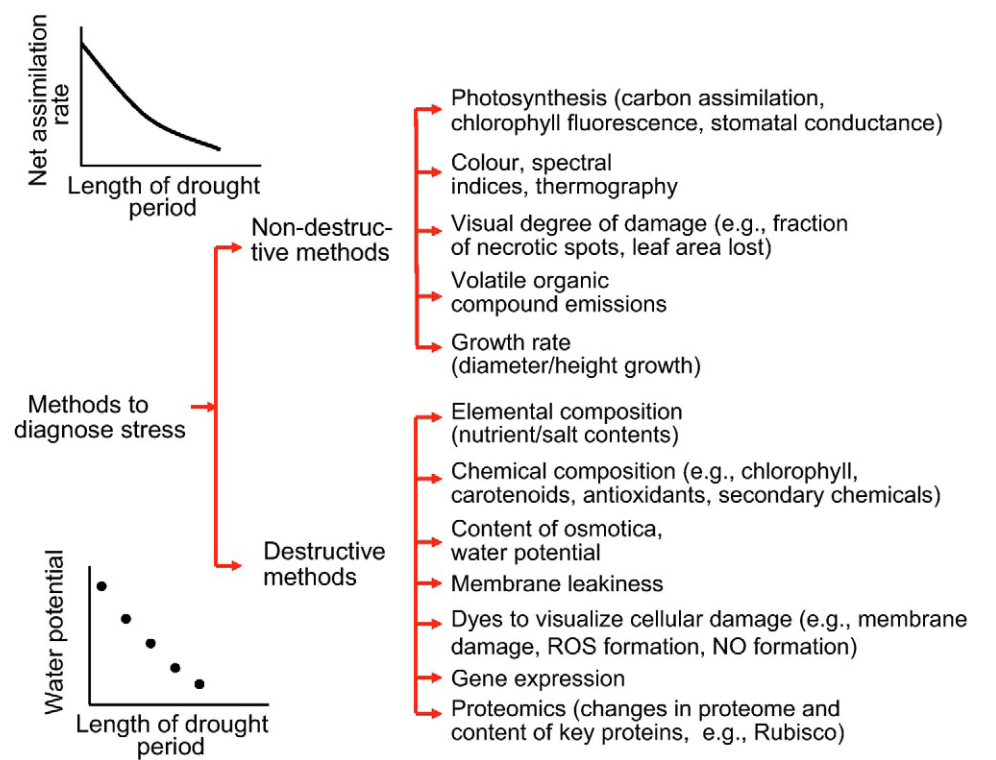 Net assimilation
rate
Length of drought
period
Non-destruc-
tive methods
Photosynthesis (carbon assimilation,
chlorophyll fluorescence, stomatal conductance)
Colour, spectral
indices, thermography
Visual degree of damage (e.g., fraction
of necrotic spots, leaf area lost)
Volatile organic
compound emissions
Growth rate
(diameter/height growth)
Methods to
diagnose stress
Destructive
methods
Elemental composition
(nutrient/salt contents)
Chemical composition (e.g., chlorophyll,
carotenoids, antioxidants, secondary chemicals)
Content of osmotica,
water potential
Membrane leakiness
Dyes to visualize cellular damage (e.g., membrane
damage, ROS formation, NO formation)
Gene expression
Proteomics (changes in proteome and
content of key proteins, e.g., Rubisco)
Water potential
Length of drought
period